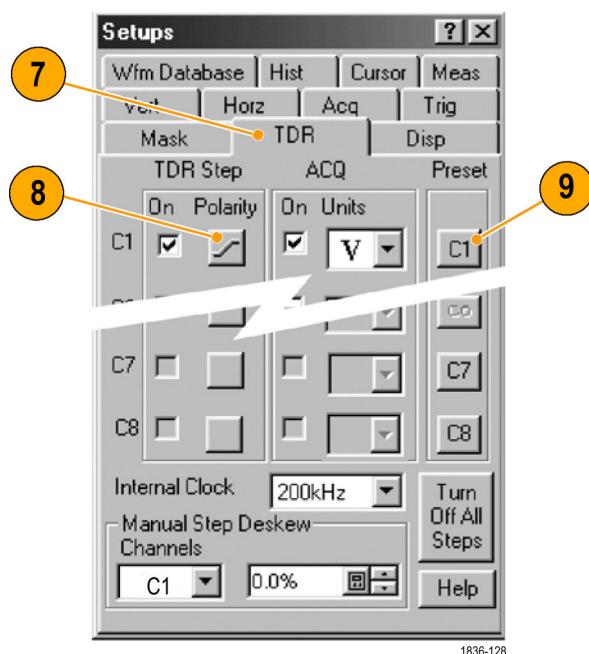 Setups ? ×
Wfm Database Hist Cursor Meas
Vert Horz Acq Trig
7
Mask TDR Disp
TDR Step ACQ Preset
8
On Polarity On Units
9
C1 V C1
C7 C7
C8 C8
Internal Clock 200kHz
Turn
Off All
Steps
Manual Step Deskew
Channels
C1 0.0%
Help
1836-128